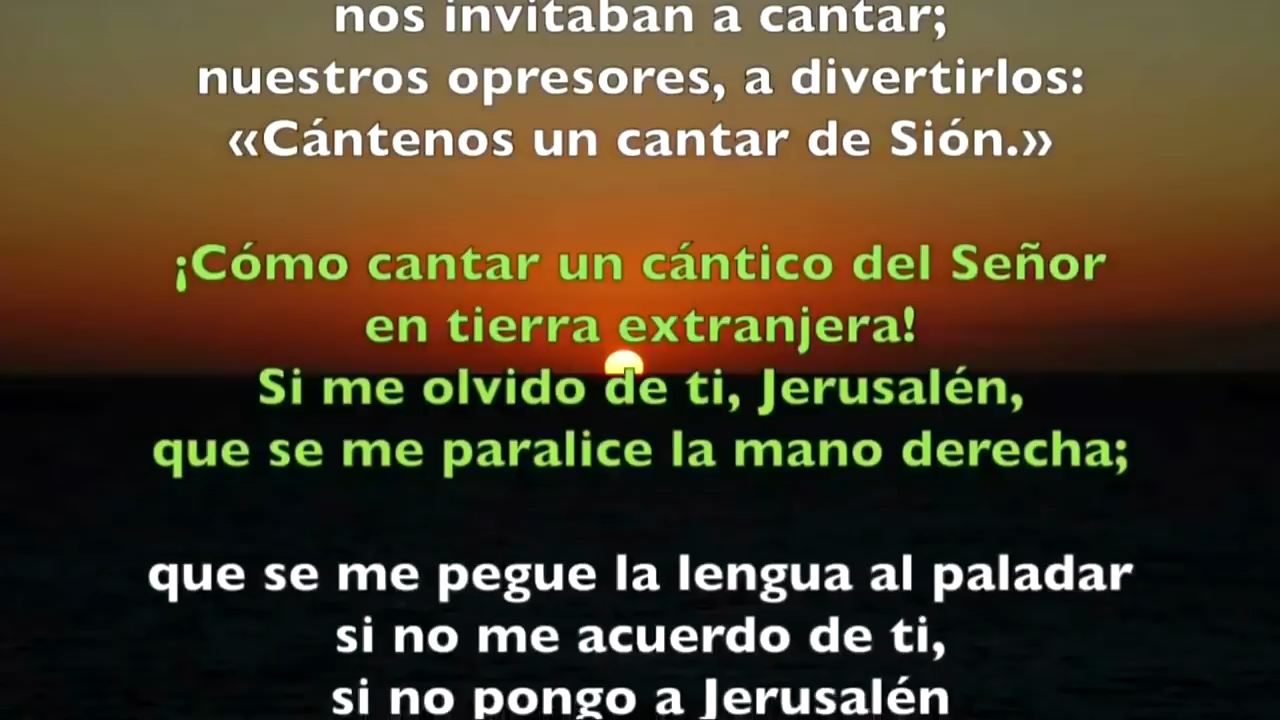 nos invitaban a cantar;
nuestros opresores, a divertirlos:
«Cántenos un cantar de Sión.»
¡Cómo cantar un cántico del Señor
en tierra extranjera!
Si me olvido de ti, Jerusalén,
que se me paralice la mano derecha;
que se me pegue la lengua al paladar
si no me acuerdo de ti,
si no pongo a Jerusalén